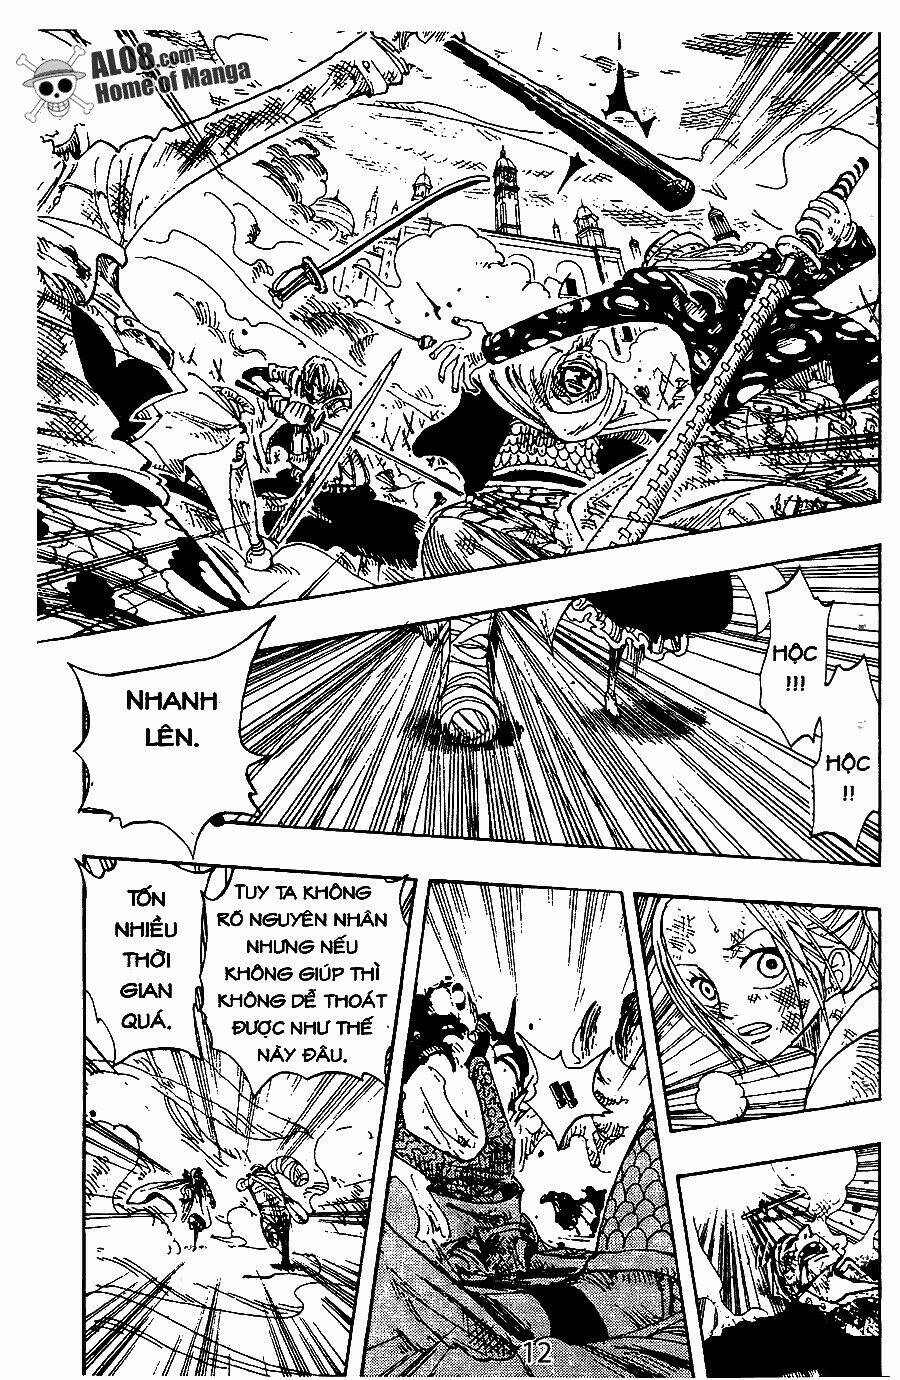 ALO8.com
Home of Manga
HỘC
!!!
HỘC
!!
NHANH
LÊN.
!!
TUY TA KHÔNG
RÕ NGUYÊN NHÂN
NHƯNG NẾU
KHÔNG GIÚP THÌ
KHÔNG DỄ THOÁT
ĐƯỢC NHƯ THẾ
NÀY ĐÂU.
TỐN
NHIỀU
THỜI
GIAN
QUÁ.
12